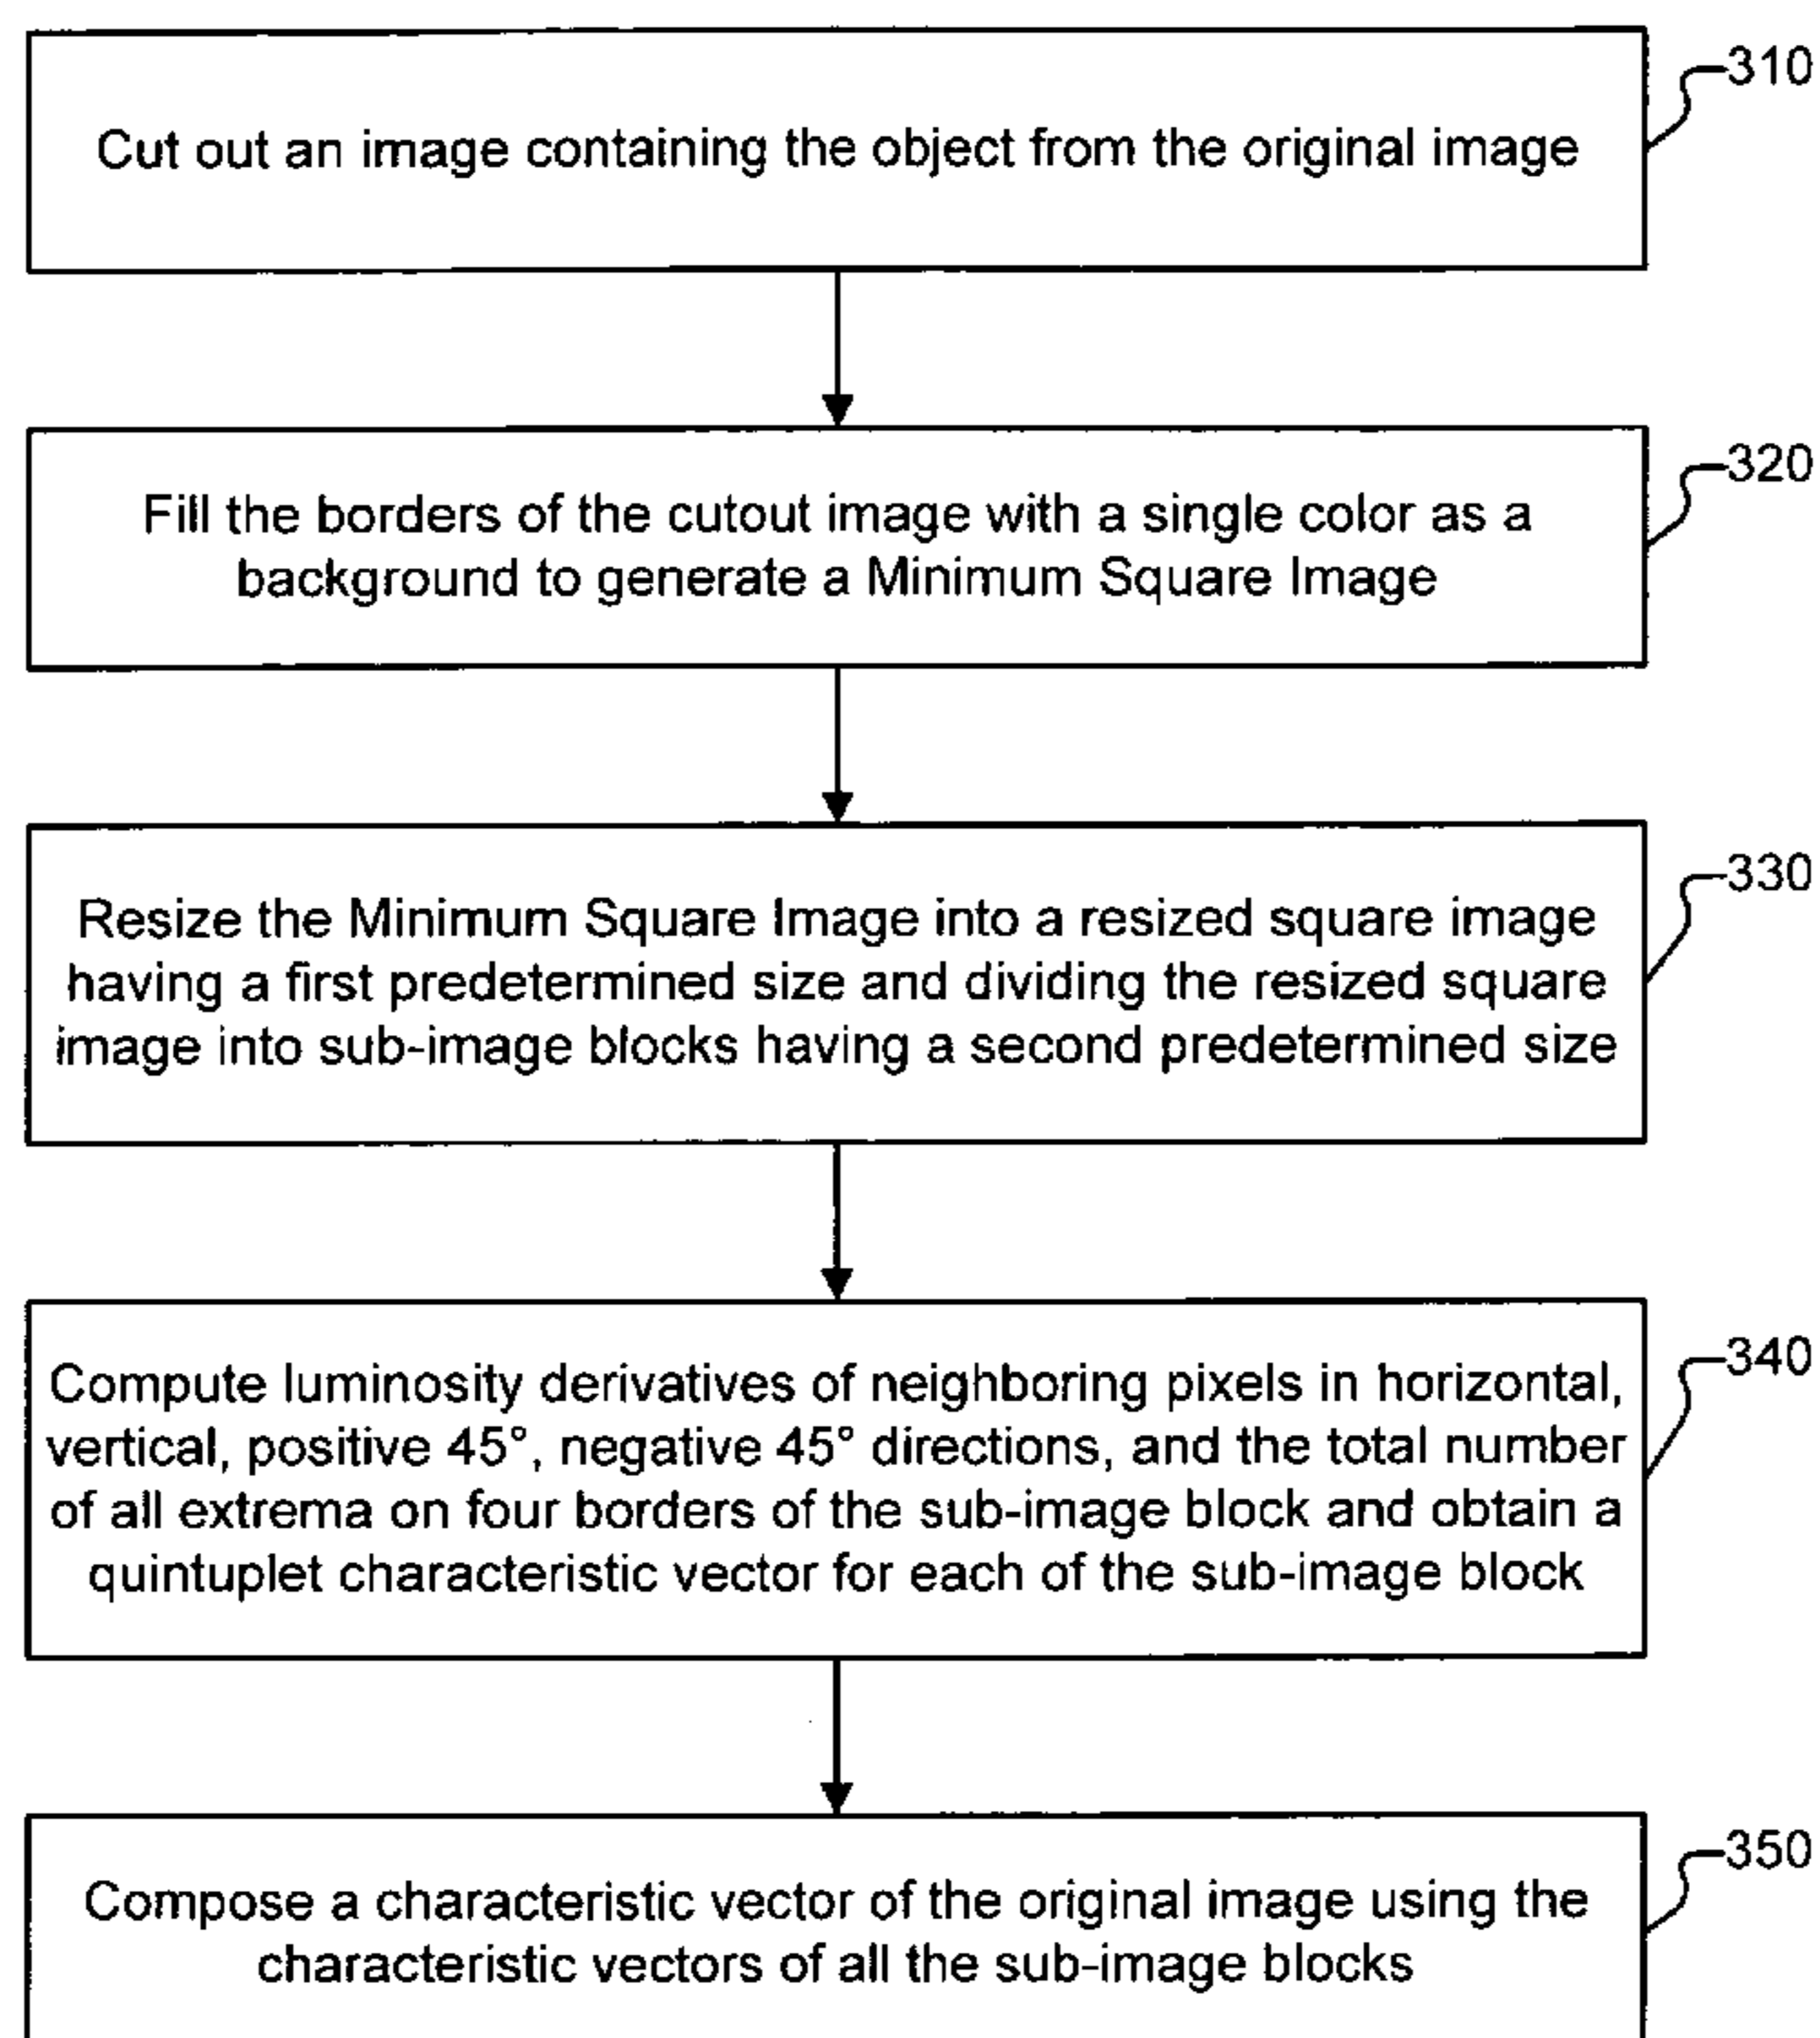 310
Cut out an image containing the object from the original image
320
Fill the borders of the cutout image with a single color as a
background to generate a Minimum Square Image
330
Resize the Minimum Square Image into a resized square image
having a first predetermined size and dividing the resized square
image into sub-image blocks having a second predetermined size
340
Compute luminosity derivatives of neighboring pixels in horizontal,
vertical, positive 45°, negative 45° directions, and the total number
of all extrema on four borders of the sub-image block and obtain a
quintuplet characteristic vector for each of the sub-image block
350
Compose a characteristic vector of the original image using the
characteristic vectors of all the sub-image blocks